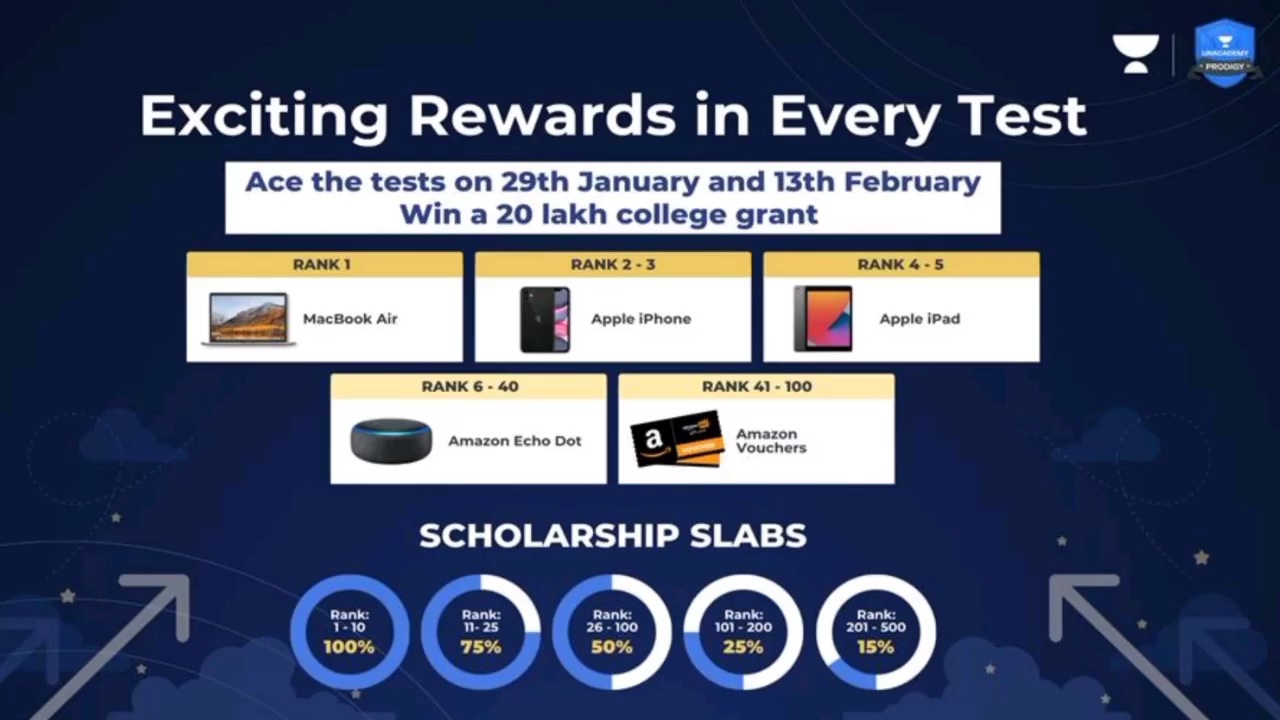 UNACADEMY
PRODIGY
Exciting Rewards in Every Test
Ace the tests on 29th January and 13th February
Win a 20 lakh college grant
RANK 1
MacBook Air
RANK 2 - 3
Apple iPhone
RANK 4 - 5
Apple iPad
RANK 6 - 40
Amazon Echo Dot
RANK 41 - 100
a
Amazon
Vouchers
SCHOLARSHIP SLABS
Rank:
1 - 10
100%
Rank:
11- 25
75%
Rank:
26 - 100
50%
Rank:
101 - 200
25%
Rank:
201 - 500
15%